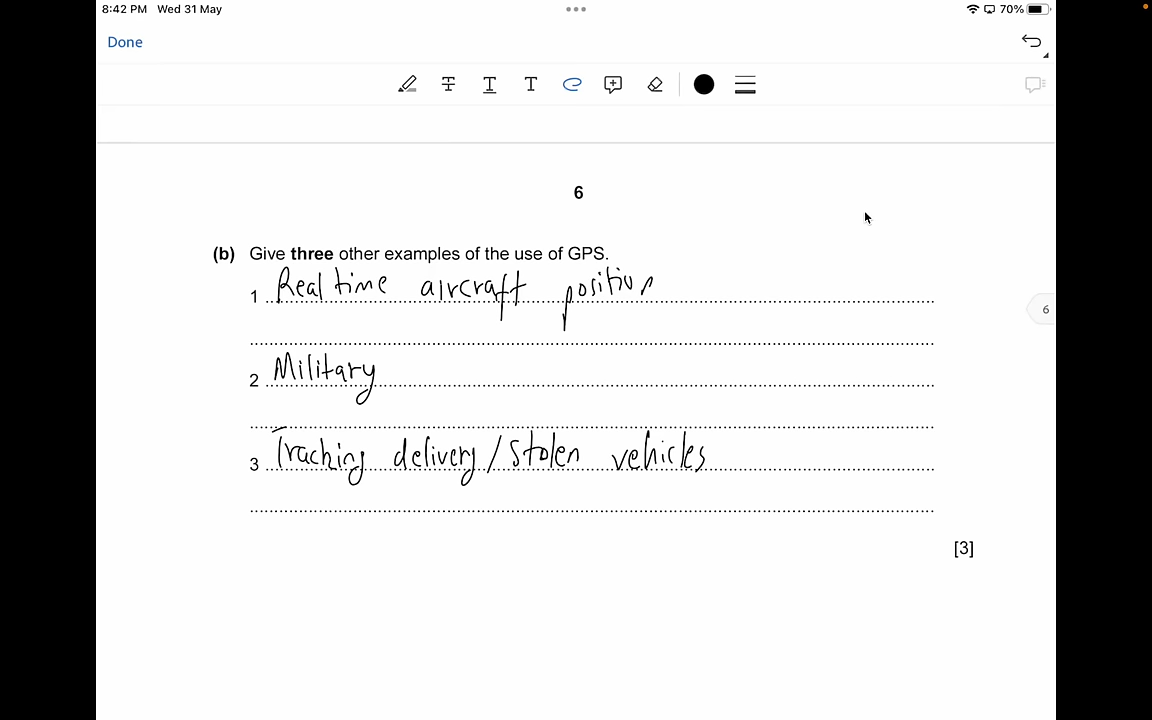 8:42 PM Wed 31 May
70%
Done
T T T
6
(b) Give three other examples of the use of GPS.
1 Real time aircraft position
6
2 Military
3 Tracking delivery/stolen vehicles
[3]